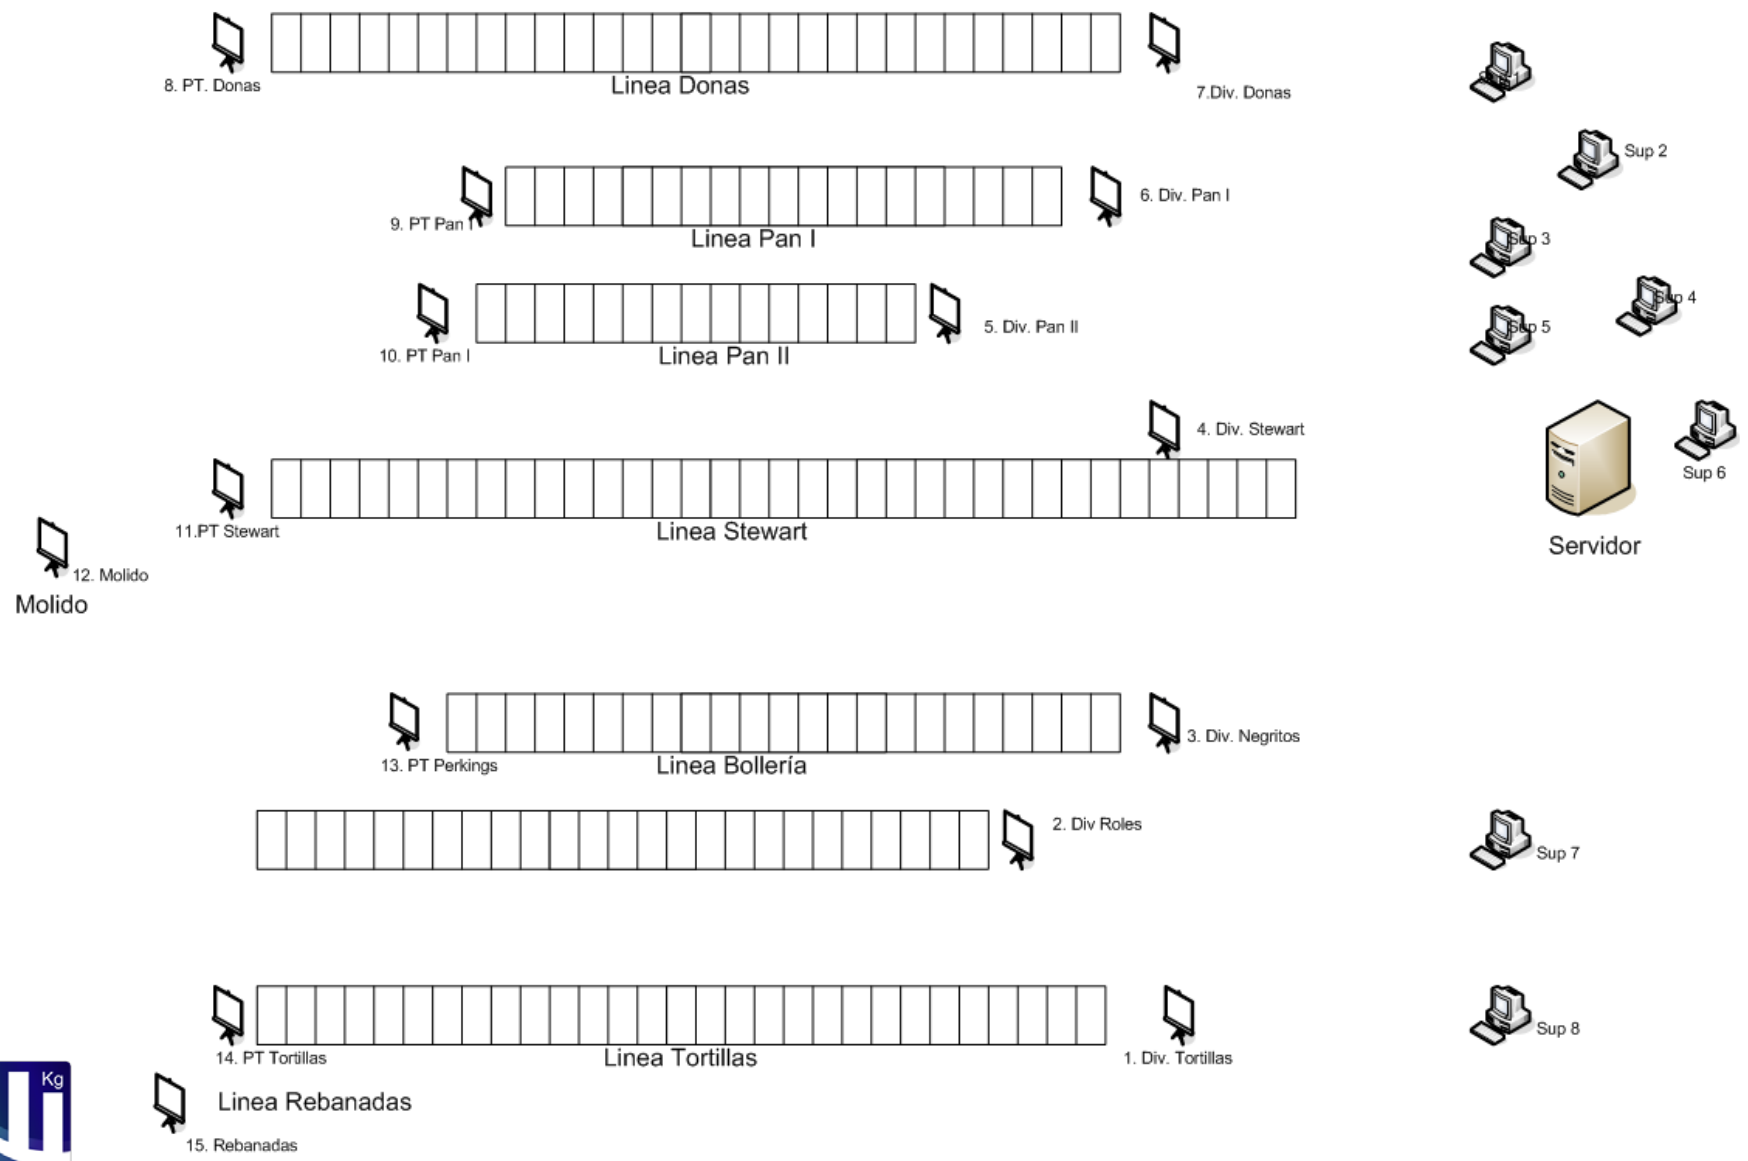 8. PT. Donas
Linea Donas
7.Div. Donas
Sup 2
9. PT Pan I
Linea Pan I
6. Div. Pan I
Sup 3
10. PT Pan I
Linea Pan II
5. Div. Pan II
Sup 4
Sup 5
4. Div. Stewart
11.PT Stewart
Linea Stewart
Sup 6
Servidor
12. Molido
Molido
13. PT Perkings
Linea Bollería
3. Div. Negritos
2. Div Roles
Sup 7
14. PT Tortillas
Linea Tortillas
1. Div. Tortillas
Sup 8
Kg
Linea Rebanadas
15. Rebanadas